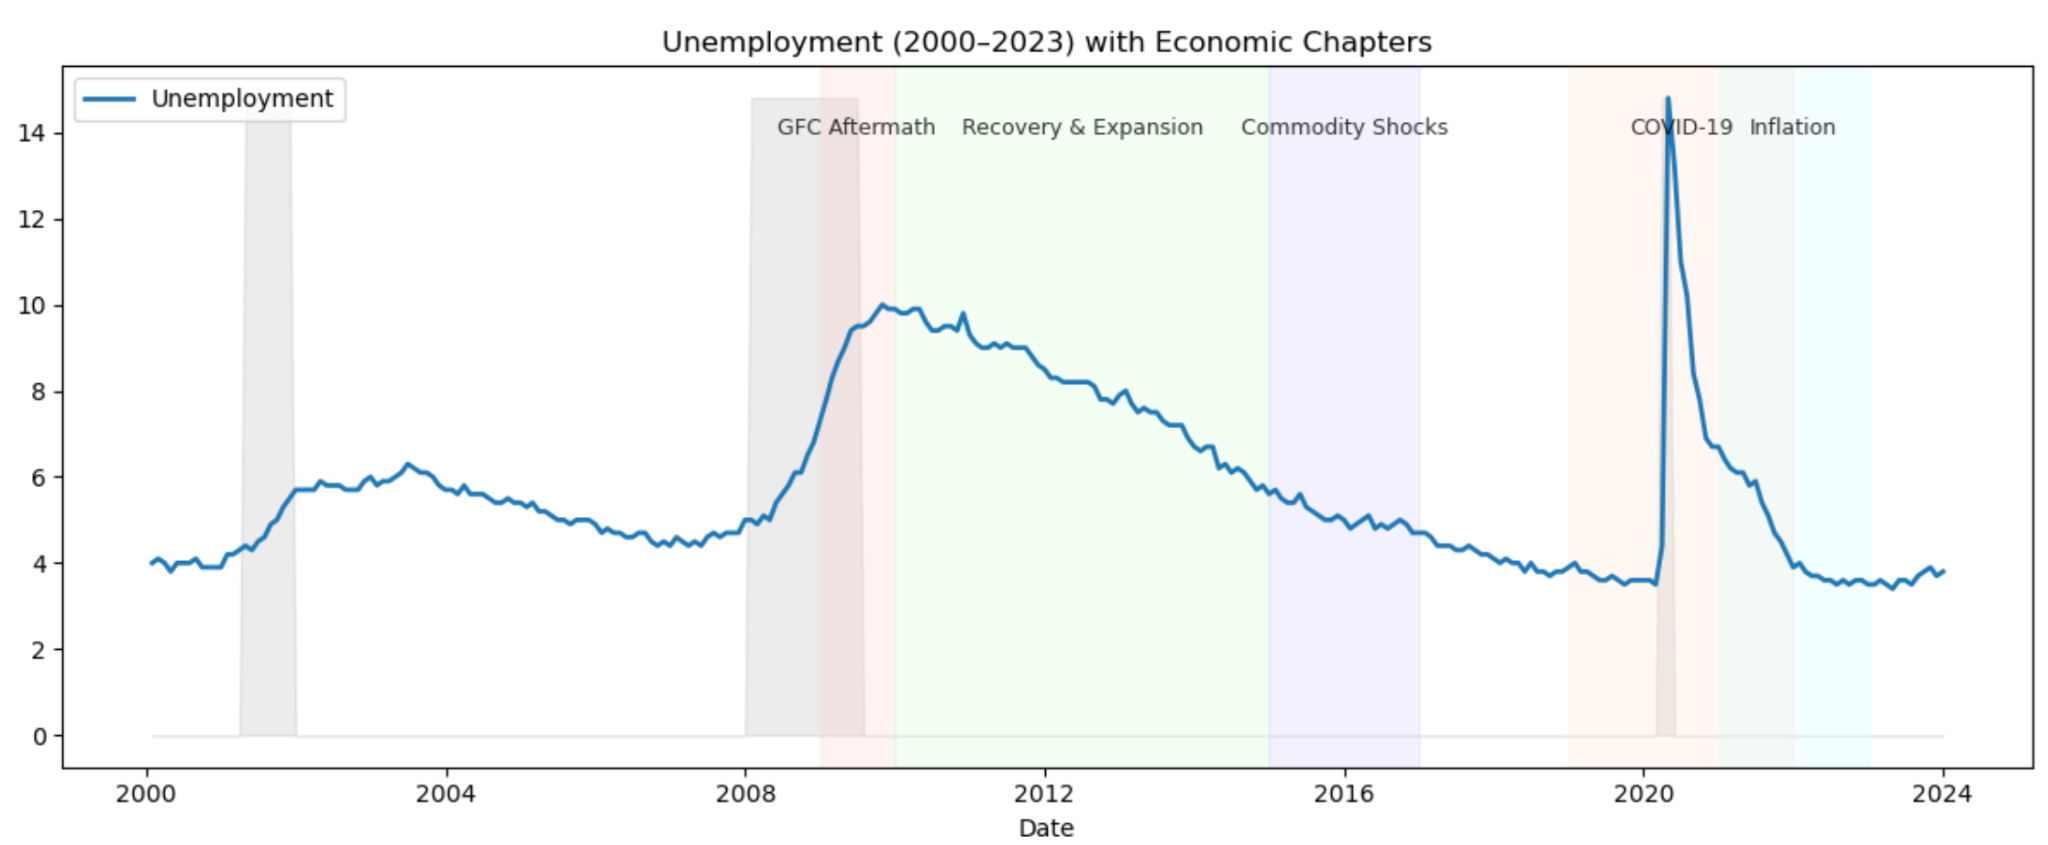 Unemployment (2000–2023) with Economic Chapters
Unemployment
GFC Aftermath
Recovery & Expansion
Commodity Shocks
COVID-19
Inflation
14
12
10
8
6
4
2
0
2000
2004
2008
2012
2016
2020
2024
Date